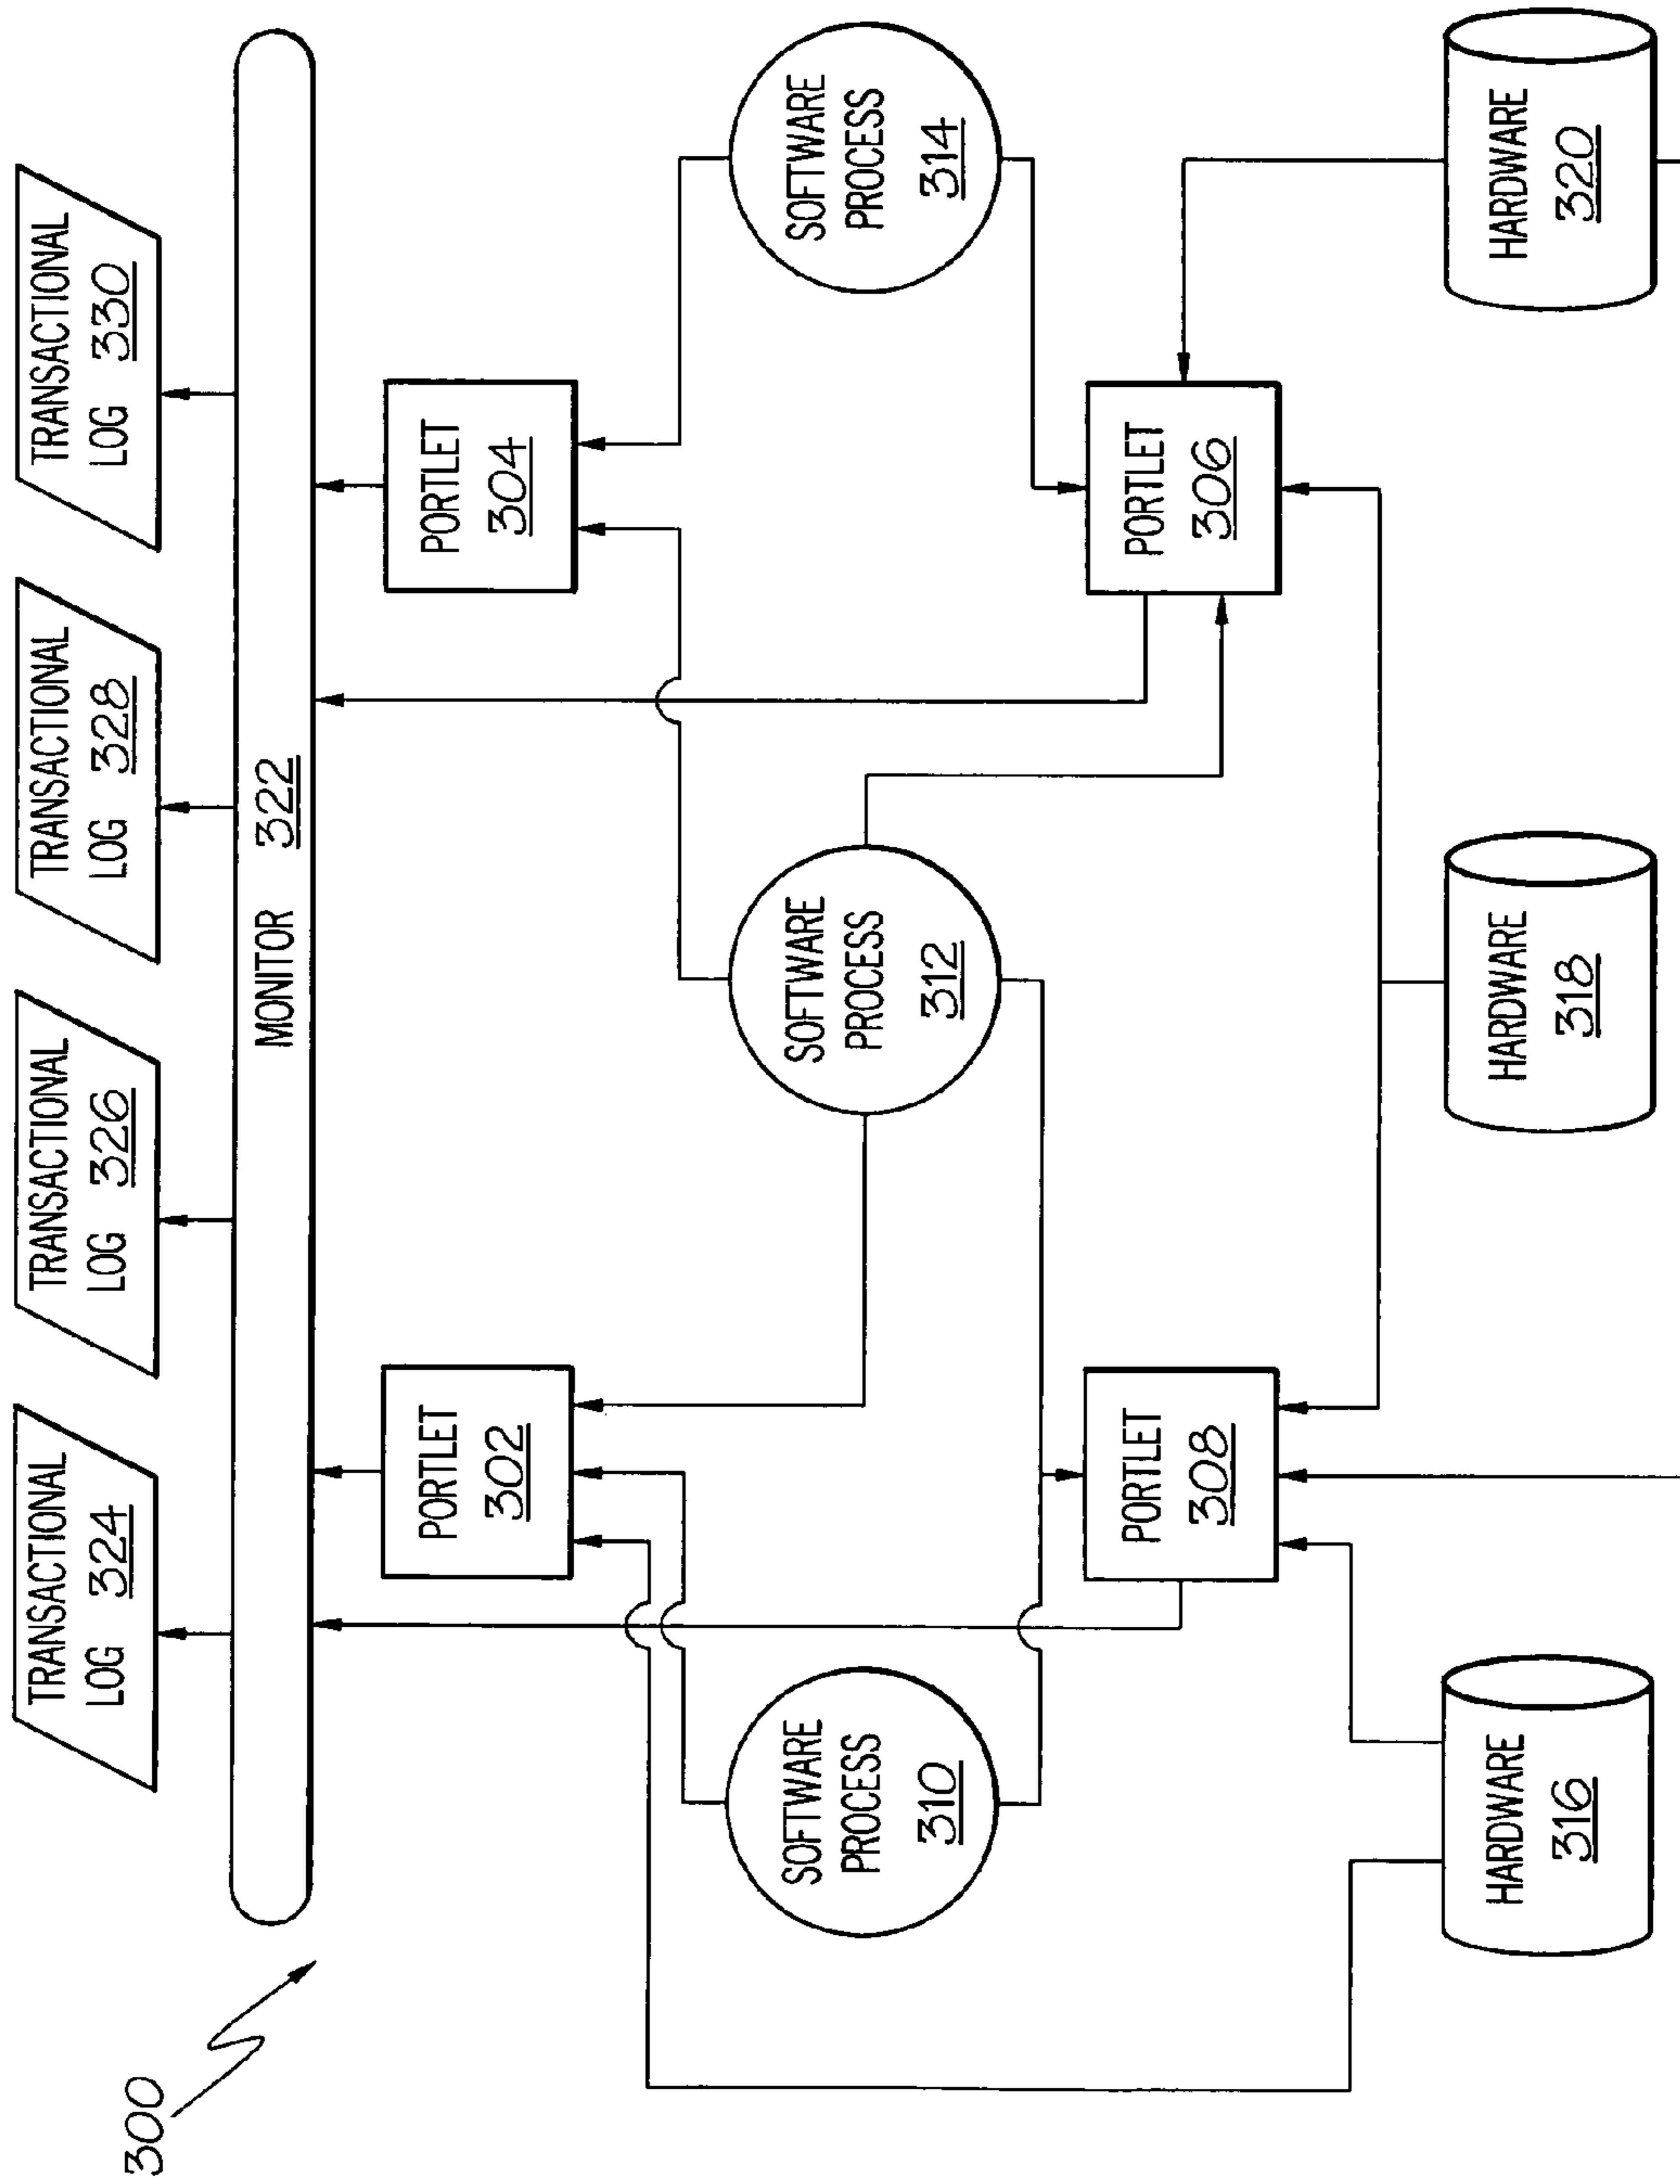 300
TRANSACTIONAL
LOG 324
TRANSACTIONAL
LOG 326
TRANSACTIONAL
LOG 328
TRANSACTIONAL
LOG 330
MONITOR 322
PORTLET
302
PORTLET
304
SOFTWARE
PROCESS
310
SOFTWARE
PROCESS
312
SOFTWARE
PROCESS
314
PORTLET
308
PORTLET
306
HARDWARE
316
HARDWARE
318
HARDWARE
320